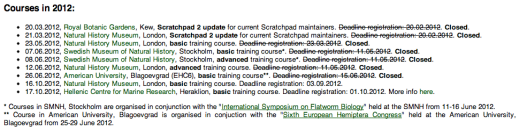 Courses in 2012:
20.03.2012, Royal Botanic Gardens, Kew, Scratchpad 2 update for current Scratchpad maintainers. Deadline registration: 20.02.2012. Closed.
21.03.2012, Natural History Museum, London, Scratchpad 2 update for current Scratchpad maintainers. Deadline registration: 20.02.2012. Closed.
23.05.2012, Natural History Museum, London, basic training course. Deadline registration: 23.03.2012. Closed.
07.06.2012, Swedish Museum of Natural History, Stockholm, basic training course*. Deadline registration: 11.05.2012. Closed.
08.06.2012, Swedish Museum of Natural History, Stockholm, advanced training course*. Deadline registration: 11.05.2012. Closed.
12.06.2012, Natural History Museum, London, advanced training course. Deadline registration: 11.05.2012. Closed.
26.06.2012, American University, Blagoevgrad (EHC6), basic training course**. Deadline registration: 15.06.2012. Closed.
16.10.2012, Natural History Museum, London, basic training course. Deadline registration: 03.09.2012.
17.10.2012, Hellenic Centre for Marine Research, Heraklion, basic training course. Deadline registration: 01.10.2012. More info here.
* Courses in SMNH, Stockholm are organised in conjunction with the "International Symposium on Flatworm Biology" held at the SMNH from 11-16 June 2012.
** Course in American University, Blagoevgrad is organised in conjunction with the "Sixth European Hemiptera Congress" held at the American University,
Blagoevgrad from 25-29 June 2012.